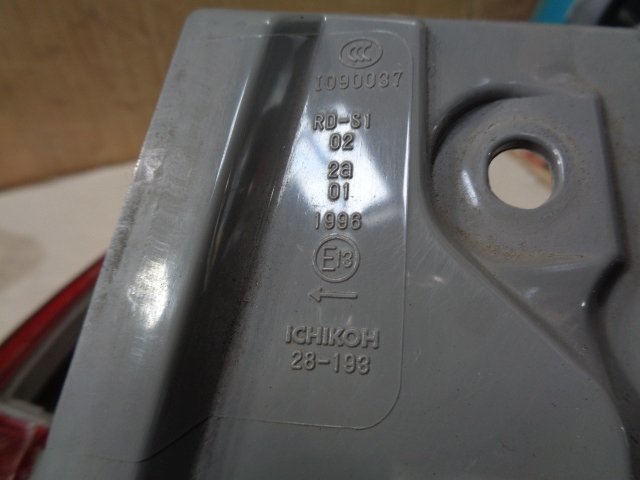 CCC
I090037
RD-S1
02
2a
01
1996
E13
ICHIKOH
28-193